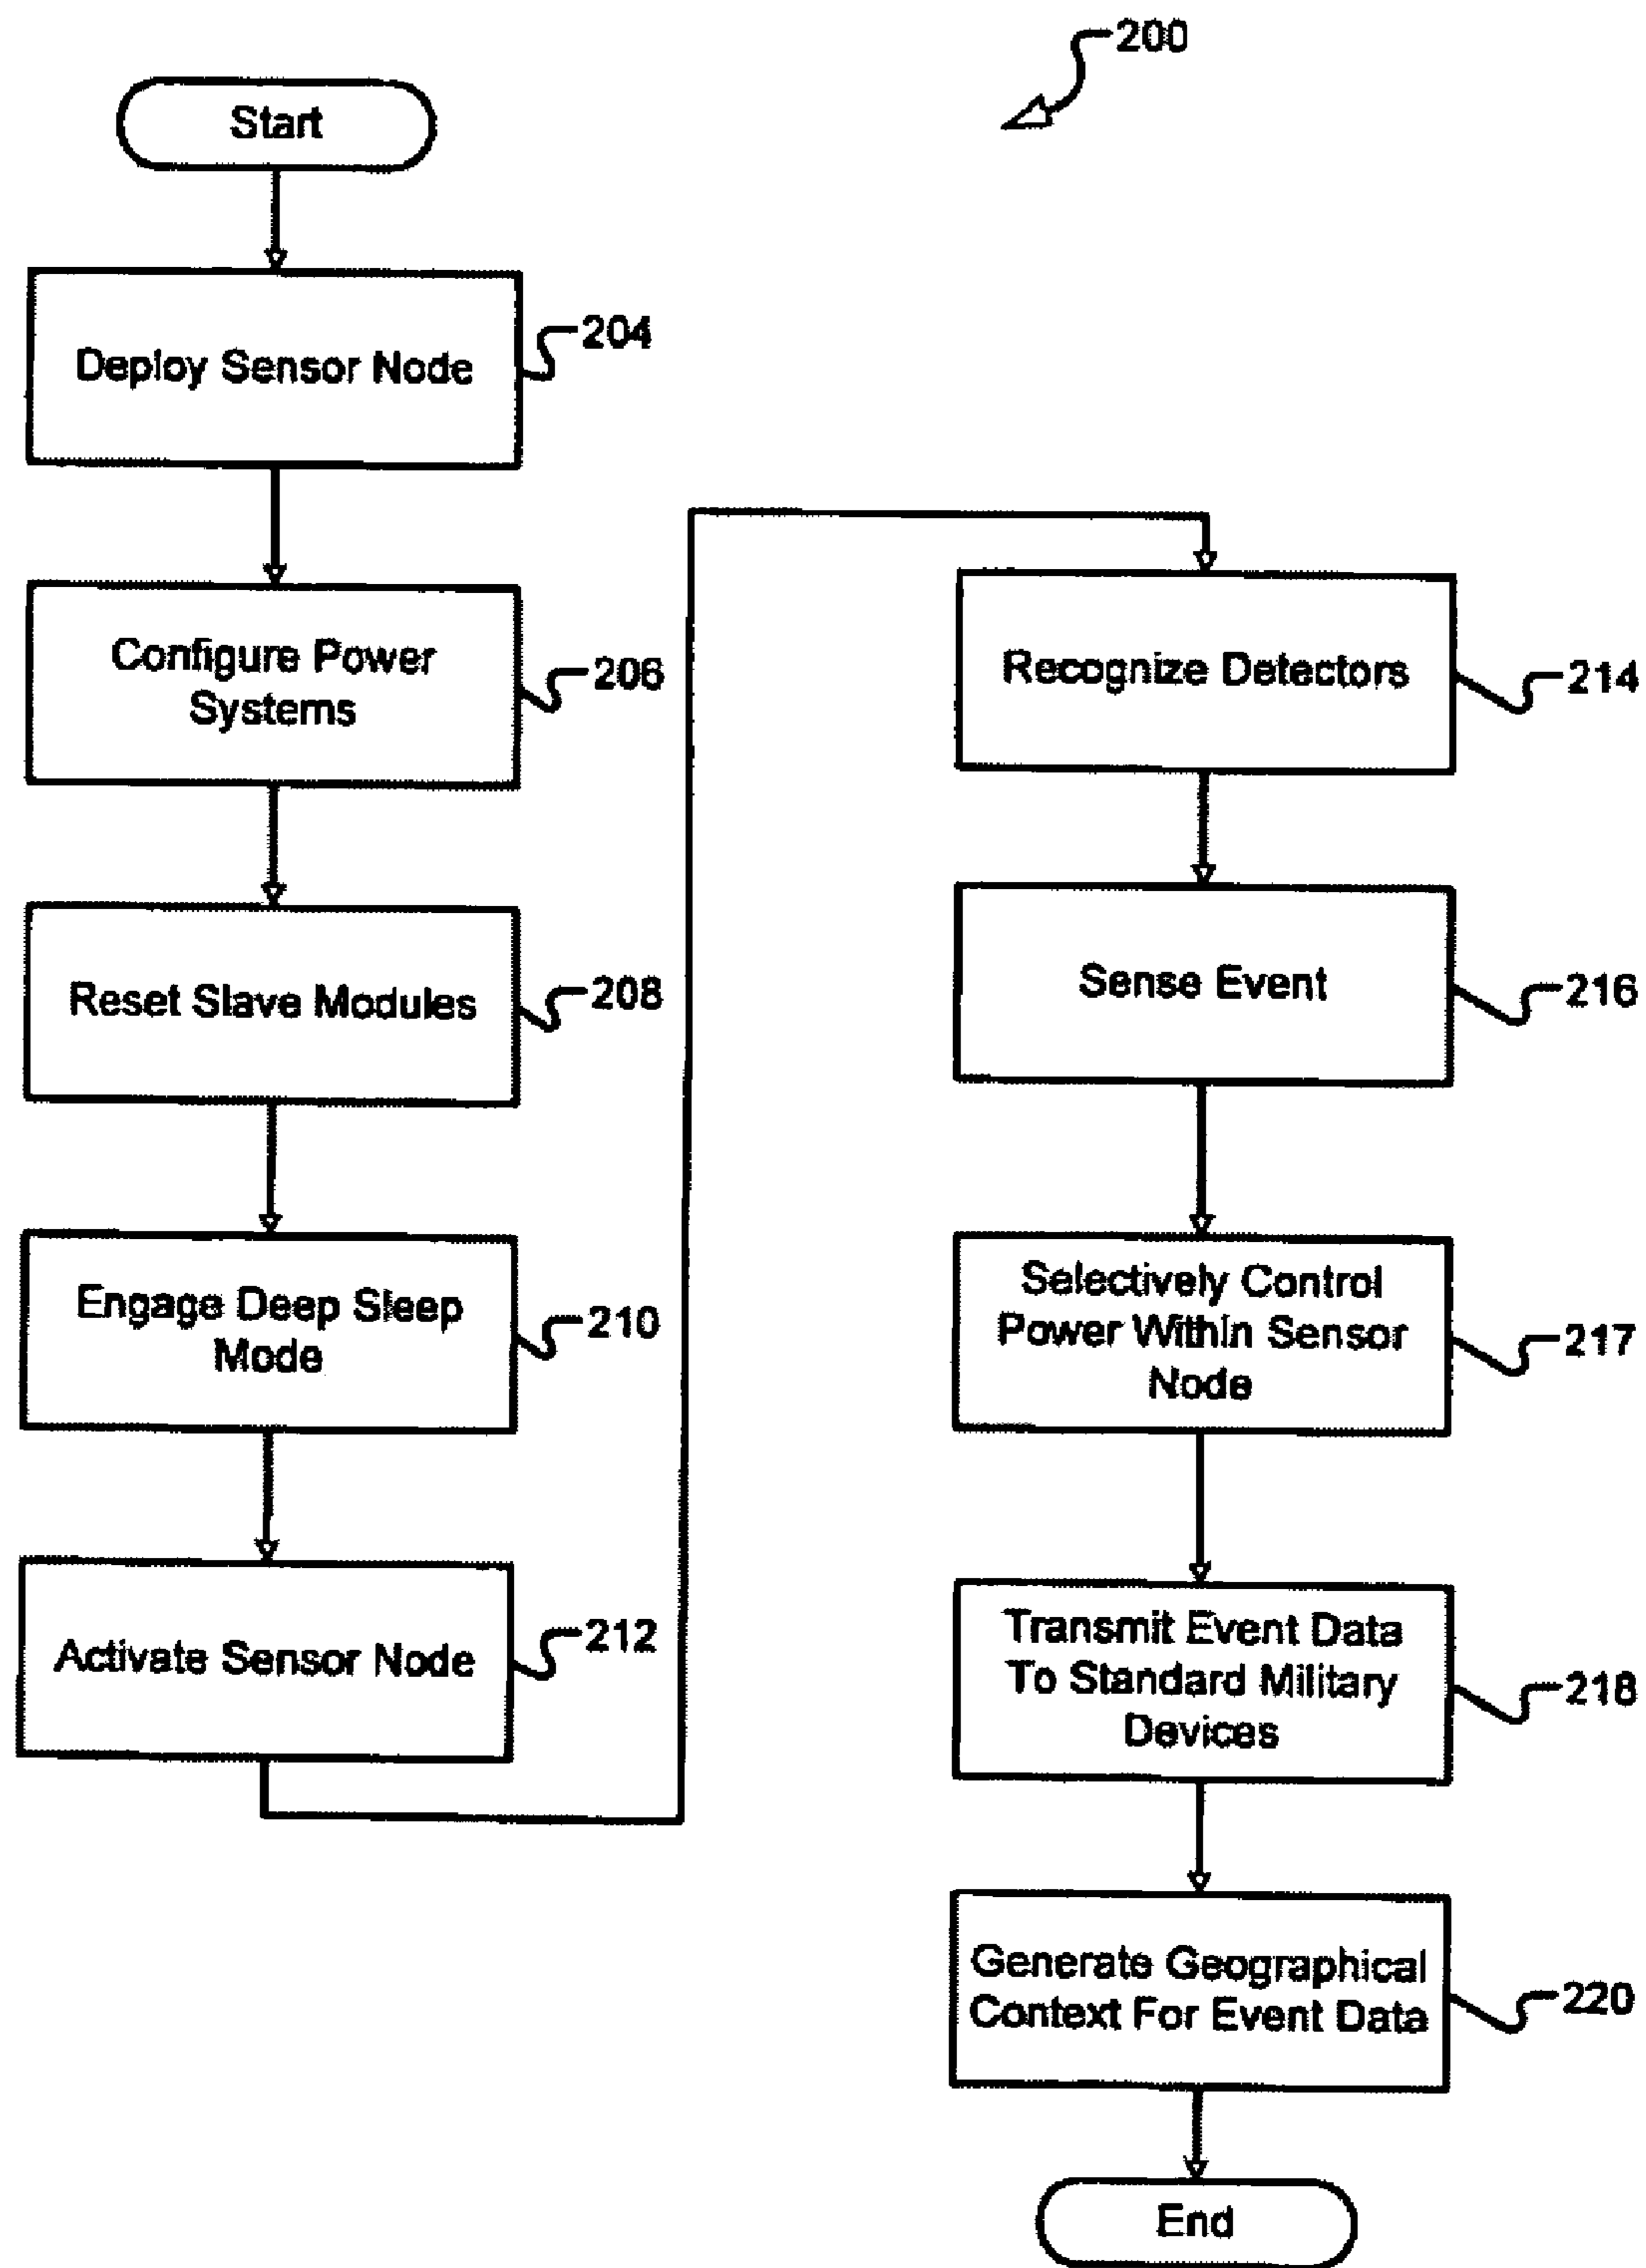 200
Start
Deploy Sensor Node
204
Configure Power
Systems
206
Reset Slave Modules
208
Engage Deep Sleep
Mode
210
Activate Sensor Node
212
Recognize Detectors
214
Sense Event
216
Selectively Control
Power Within Sensor
Node
217
Transmit Event Data
To Standard Military
Devices
218
Generate Geographical
Context For Event Data
220
End